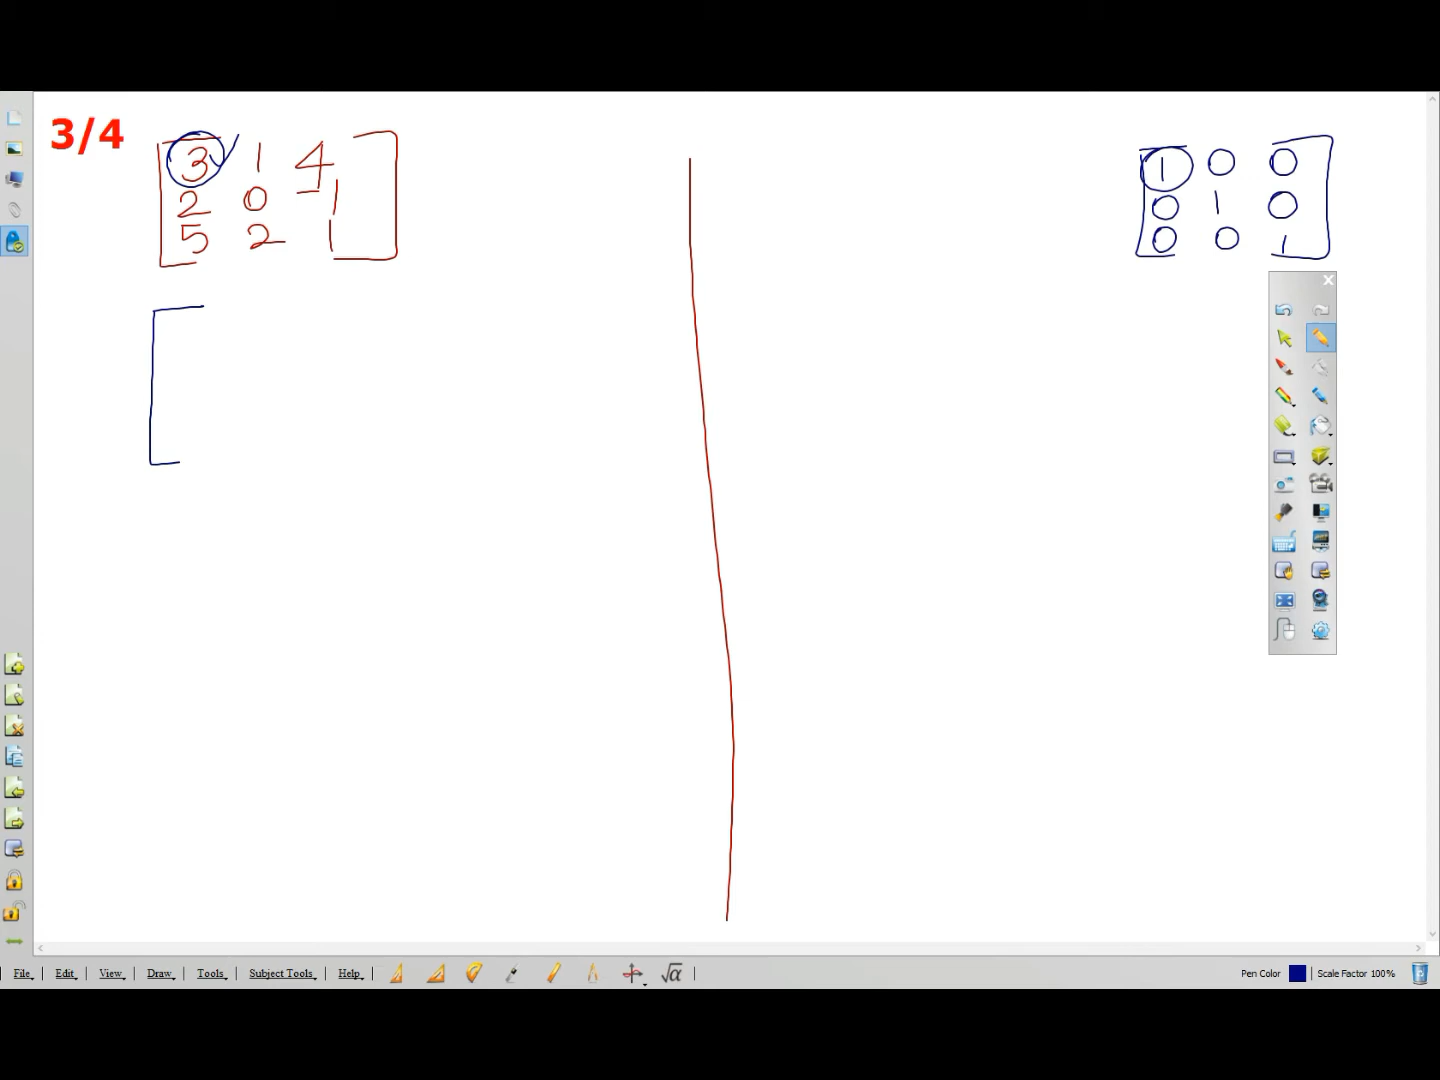 3/4
3 1 4
2 0 -1
5 2 1
1 0 0
0 1 0
0 0 1
File Edit View Draw Tools Subject Tools Help √α Pen Color Scale Factor 100%